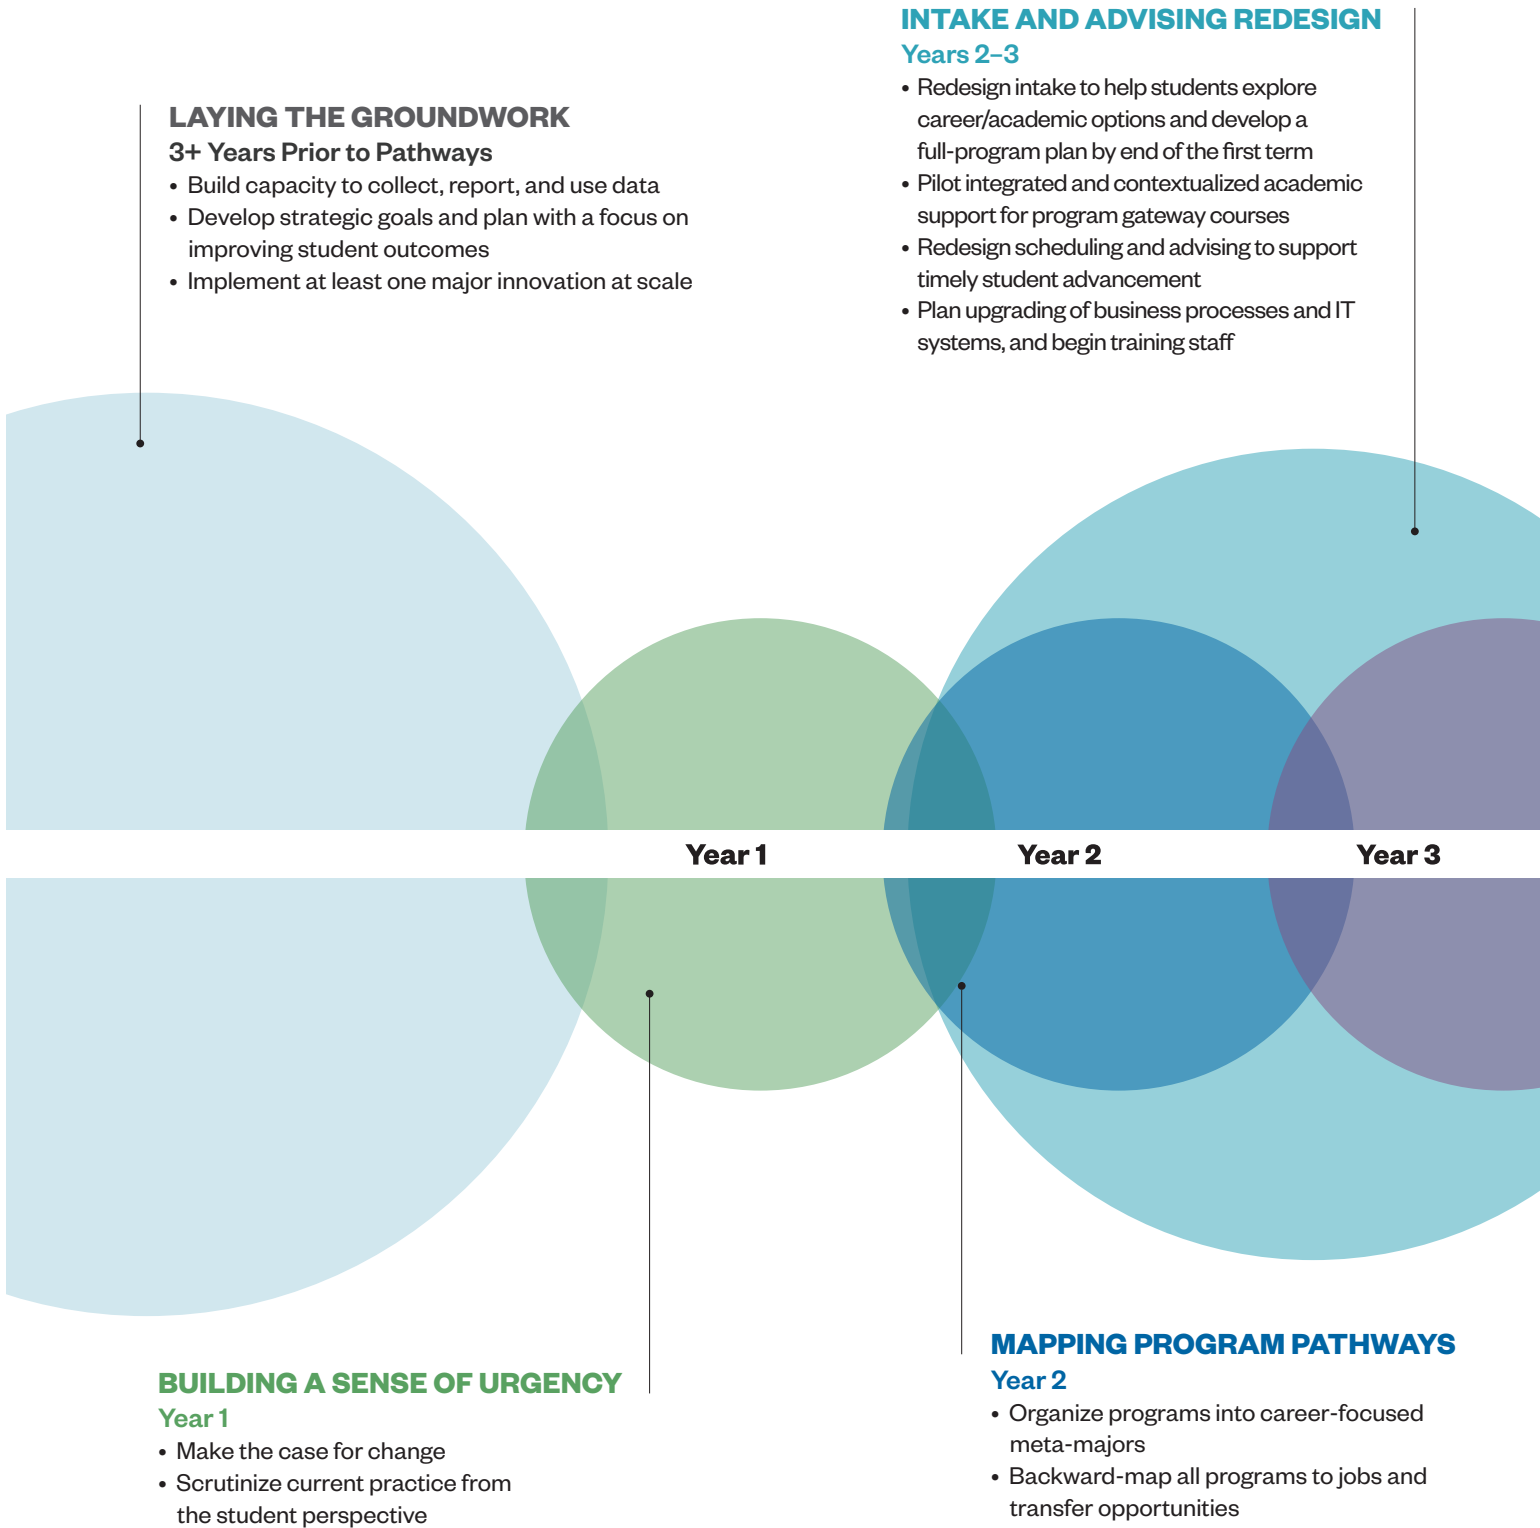 INTAKE AND ADVISING REDESIGN
Years 2–3
• Redesign intake to help students explore
career/academic options and develop a
full-program plan by end of the first term
• Pilot integrated and contextualized academic
support for program gateway courses
• Redesign scheduling and advising to support
timely student advancement
• Plan upgrading of business processes and IT
systems, and begin training staff
LAYING THE GROUNDWORK
3+ Years Prior to Pathways
• Build capacity to collect, report, and use data
• Develop strategic goals and plan with a focus on
improving student outcomes
• Implement at least one major innovation at scale
Year 1
Year 2
Year 3
BUILDING A SENSE OF URGENCY
Year 1
• Make the case for change
• Scrutinize current practice from
the student perspective
MAPPING PROGRAM PATHWAYS
Year 2
• Organize programs into career-focused
meta-majors
• Backward-map all programs to jobs and
transfer opportunities